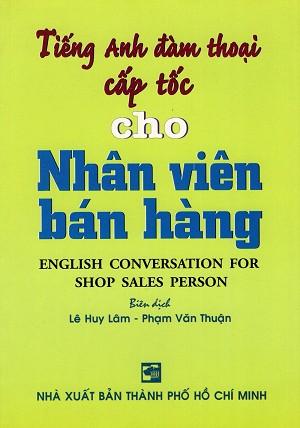 Tiếng Anh đàm thoại
cấp tốc
cho
Nhân viên
bán hàng
ENGLISH CONVERSATION FOR
SHOP SALES PERSON
Biên dịch
Lê Huy Lâm - Phạm Văn Thuận
NHÀ XUẤT BẢN THÀNH PHỐ HỒ CHÍ MINH